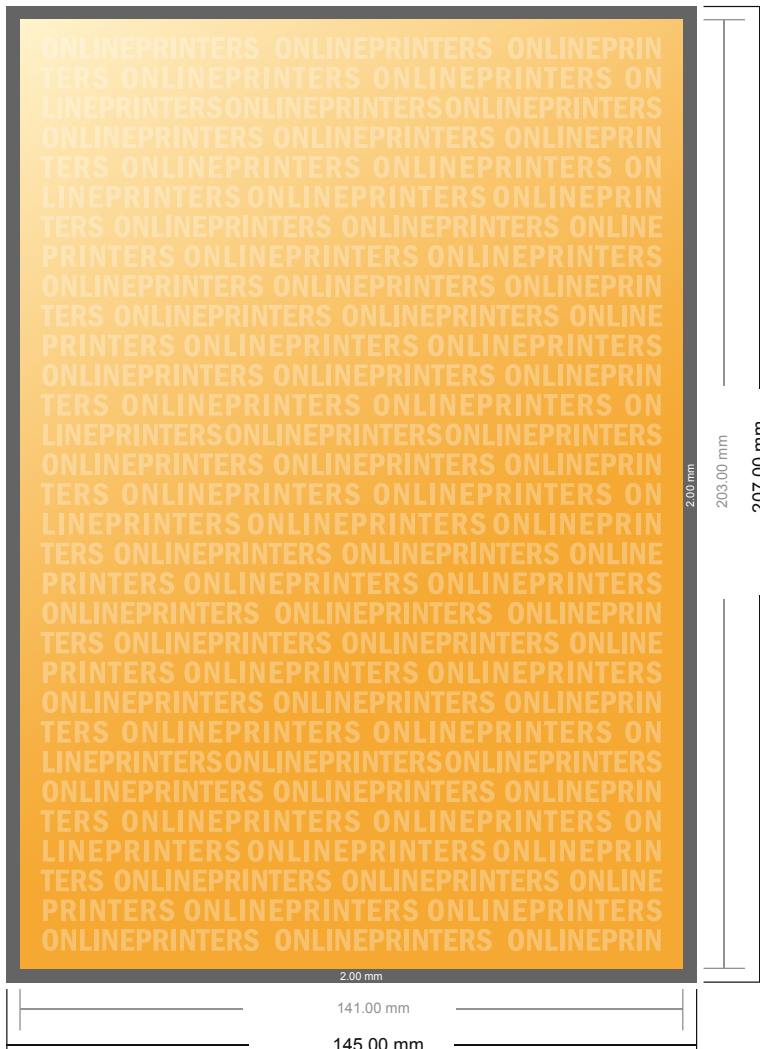 ONLINEPRINTERS ONLINEPRINTERS ONLINEPRIN
TERS ONLINEPRINTERS ONLINEPRINTERS ON
LINEPRINTERSONLINEPRINTERSONLINEPRINTERS
ONLINEPRINTERS ONLINEPRINTERS ONLINEPRIN
TERS ONLINEPRINTERS ONLINEPRINTERS ON
LINEPRINTERS ONLINEPRINTERS ONLINEPRIN
TERS ONLINEPRINTERS ONLINEPRINTERS ONLINE
PRINTERS ONLINEPRINTERS ONLINEPRINTERS
ONLINEPRINTERS ONLINEPRINTERS ONLINEPRIN
TERS ONLINEPRINTERS ONLINEPRINTERS ONLINE
PRINTERS ONLINEPRINTERS ONLINEPRINTERS
ONLINEPRINTERS ONLINEPRINTERS ONLINEPRIN
TERS ONLINEPRINTERS ONLINEPRINTERS ON
LINEPRINTERSONLINEPRINTERSONLINEPRINTERS
ONLINEPRINTERS ONLINEPRINTERS ONLINEPRIN
TERS ONLINEPRINTERS ONLINEPRINTERS ON
LINEPRINTERS ONLINEPRINTERS ONLINEPRIN
TERS ONLINEPRINTERS ONLINEPRINTERS ONLINE
PRINTERS ONLINEPRINTERS ONLINEPRINTERS
ONLINEPRINTERS ONLINEPRINTERS ONLINEPRIN
TERS ONLINEPRINTERS ONLINEPRINTERS ONLINE
PRINTERS ONLINEPRINTERS ONLINEPRINTERS
ONLINEPRINTERS ONLINEPRINTERS ONLINEPRIN
TERS ONLINEPRINTERS ONLINEPRINTERS ON
LINEPRINTERSONLINEPRINTERSONLINEPRINTERS
ONLINEPRINTERS ONLINEPRINTERS ONLINEPRIN
TERS ONLINEPRINTERS ONLINEPRINTERS ON
LINEPRINTERS ONLINEPRINTERS ONLINEPRIN
TERS ONLINEPRINTERS ONLINEPRINTERS ONLINE
PRINTERS ONLINEPRINTERS ONLINEPRINTERS
ONLINEPRINTERS ONLINEPRINTERS ONLINEPRIN
2.00 mm
203.00 mm
207.00 mm
2.00 mm
141.00 mm
145.00 mm